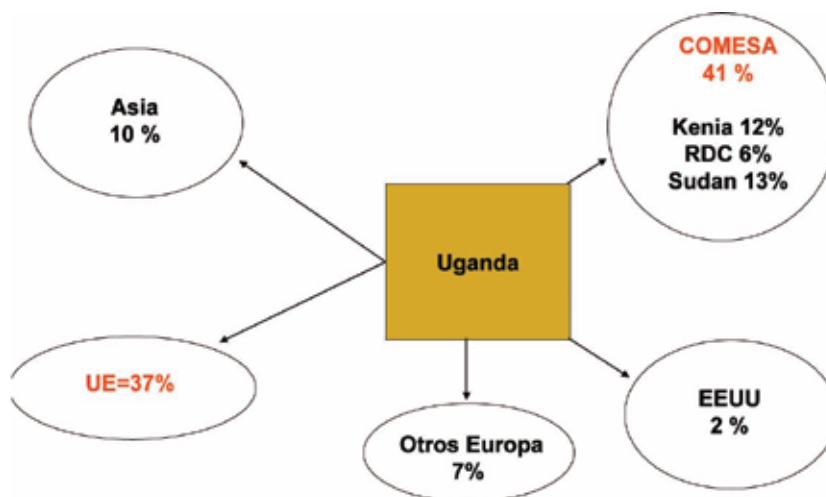 COMESA
41 %
Kenia 12%
RDC 6%
Sudan 13%
Asia
10 %
Uganda
UE=37%
Otros Europa
7%
EEUU
2 %